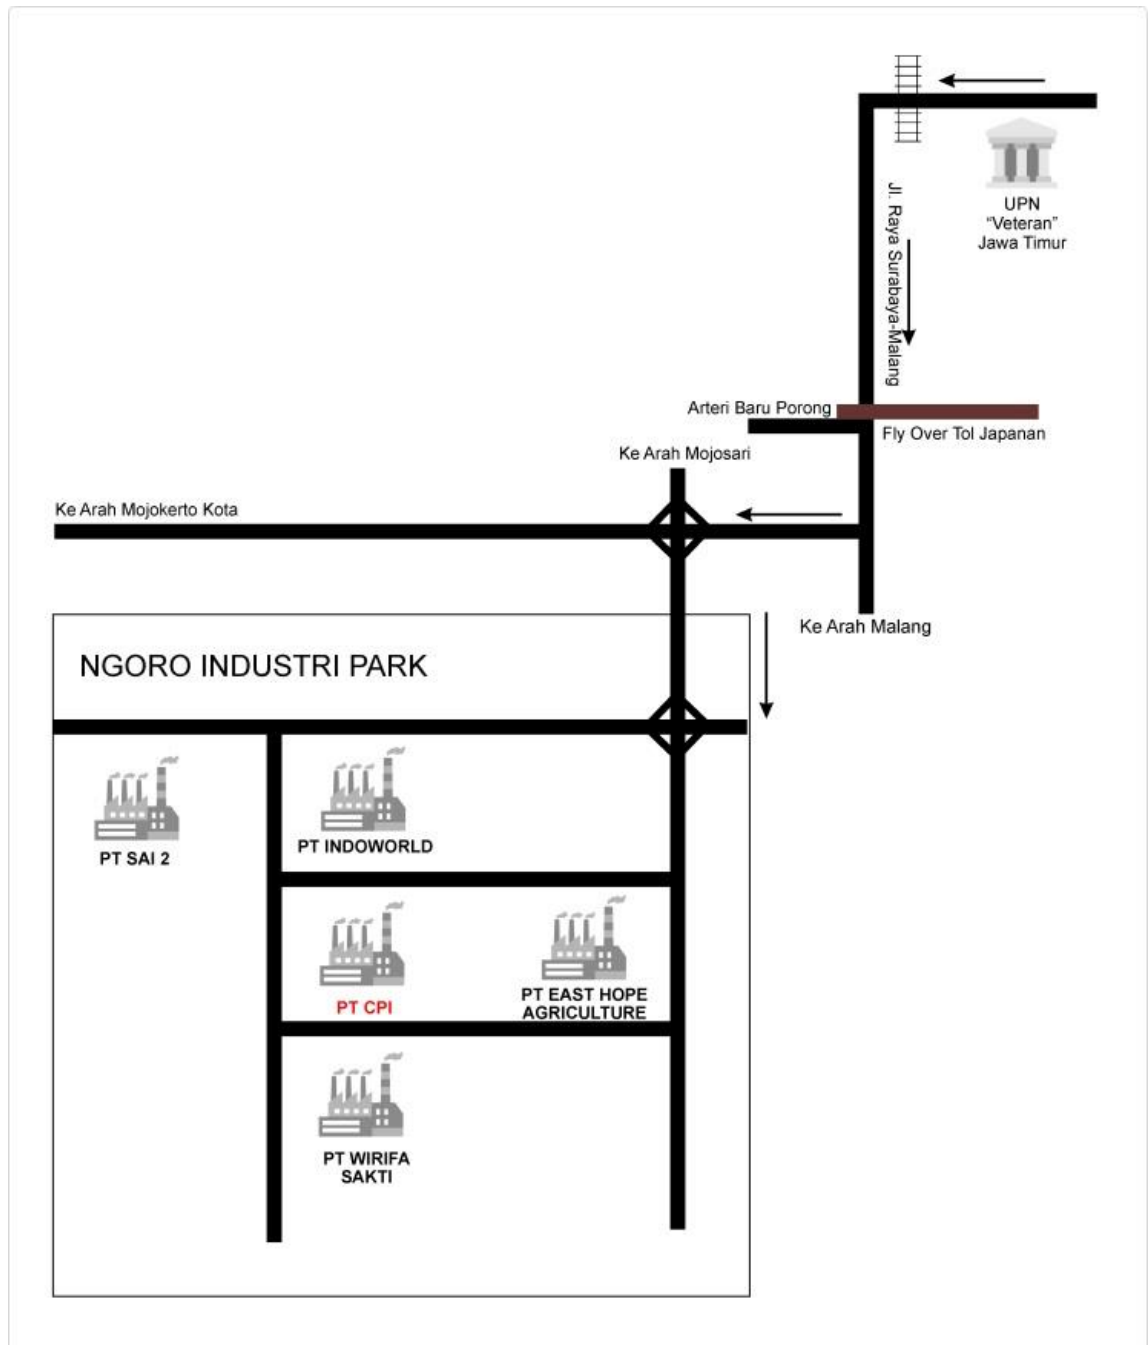 UPN
“Veteran”
Jawa Timur
Jl. Raya Surabaya-Malang
Arteri Baru Porong
Fly Over Tol Japanan
Ke Arah Mojosari
Ke Arah Mojokerto Kota
Ke Arah Malang
NGORO INDUSTRI PARK
PT SAI 2
PT INDOWORLD
PT CPI
PT EAST HOPE
AGRICULTURE
PT WIRIFA
SAKTI